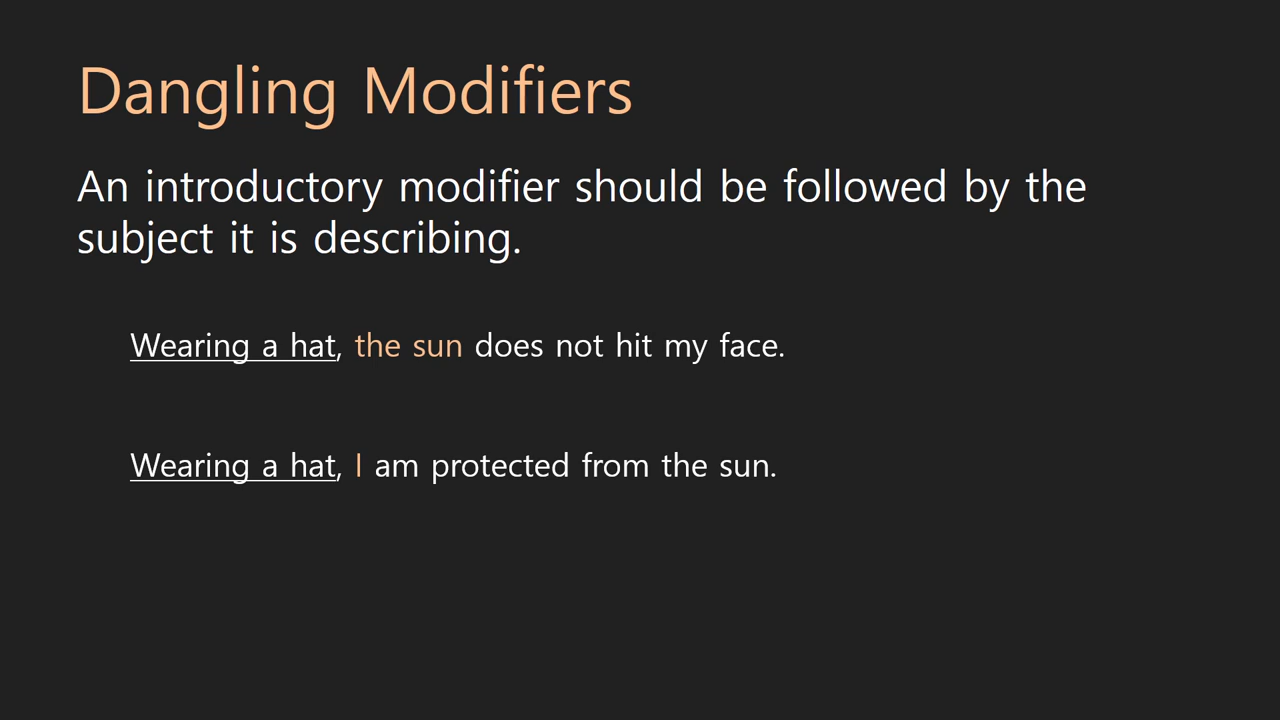 Dangling Modifiers
An introductory modifier should be followed by the
subject it is describing.
Wearing a hat, the sun does not hit my face.
Wearing a hat, I am protected from the sun.